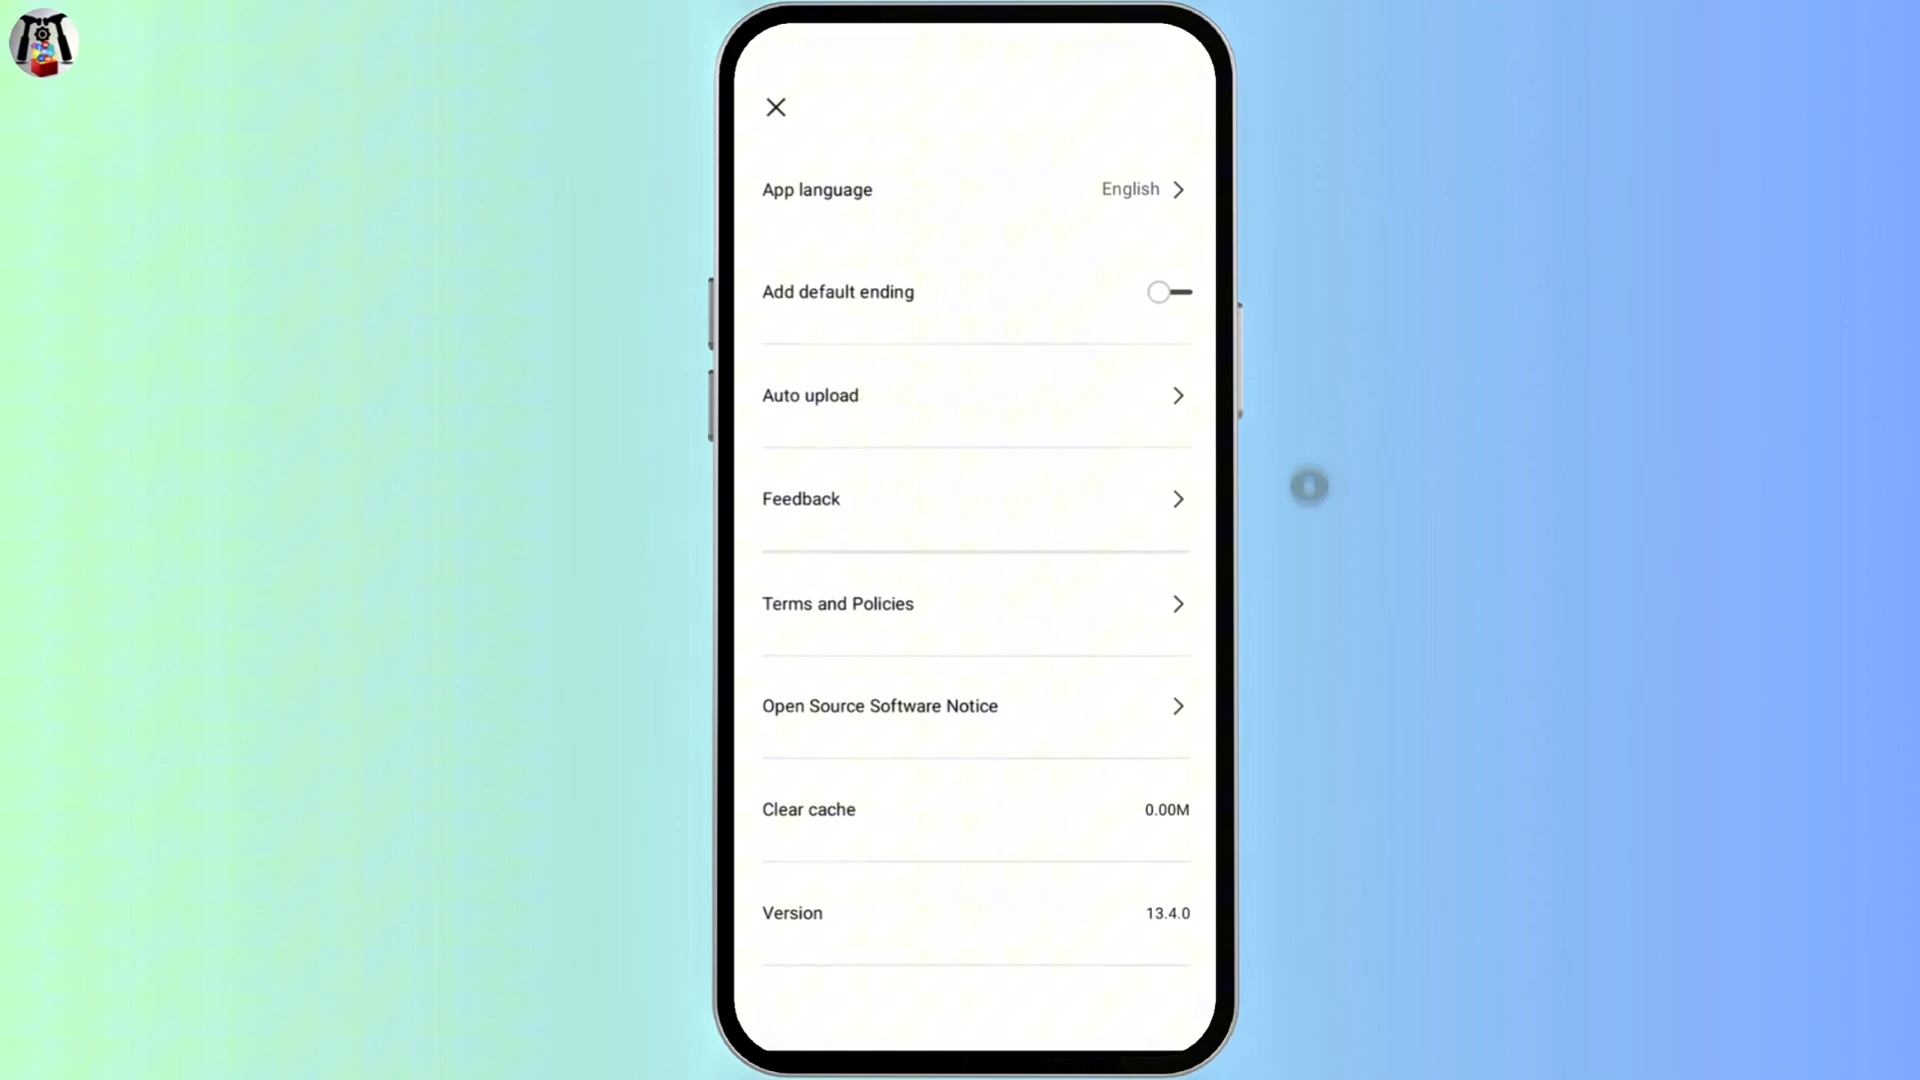 App language
English
Add default ending
Auto upload
Feedback
Terms and Policies
Open Source Software Notice
Clear cache
0.00M
Version
13.4.0